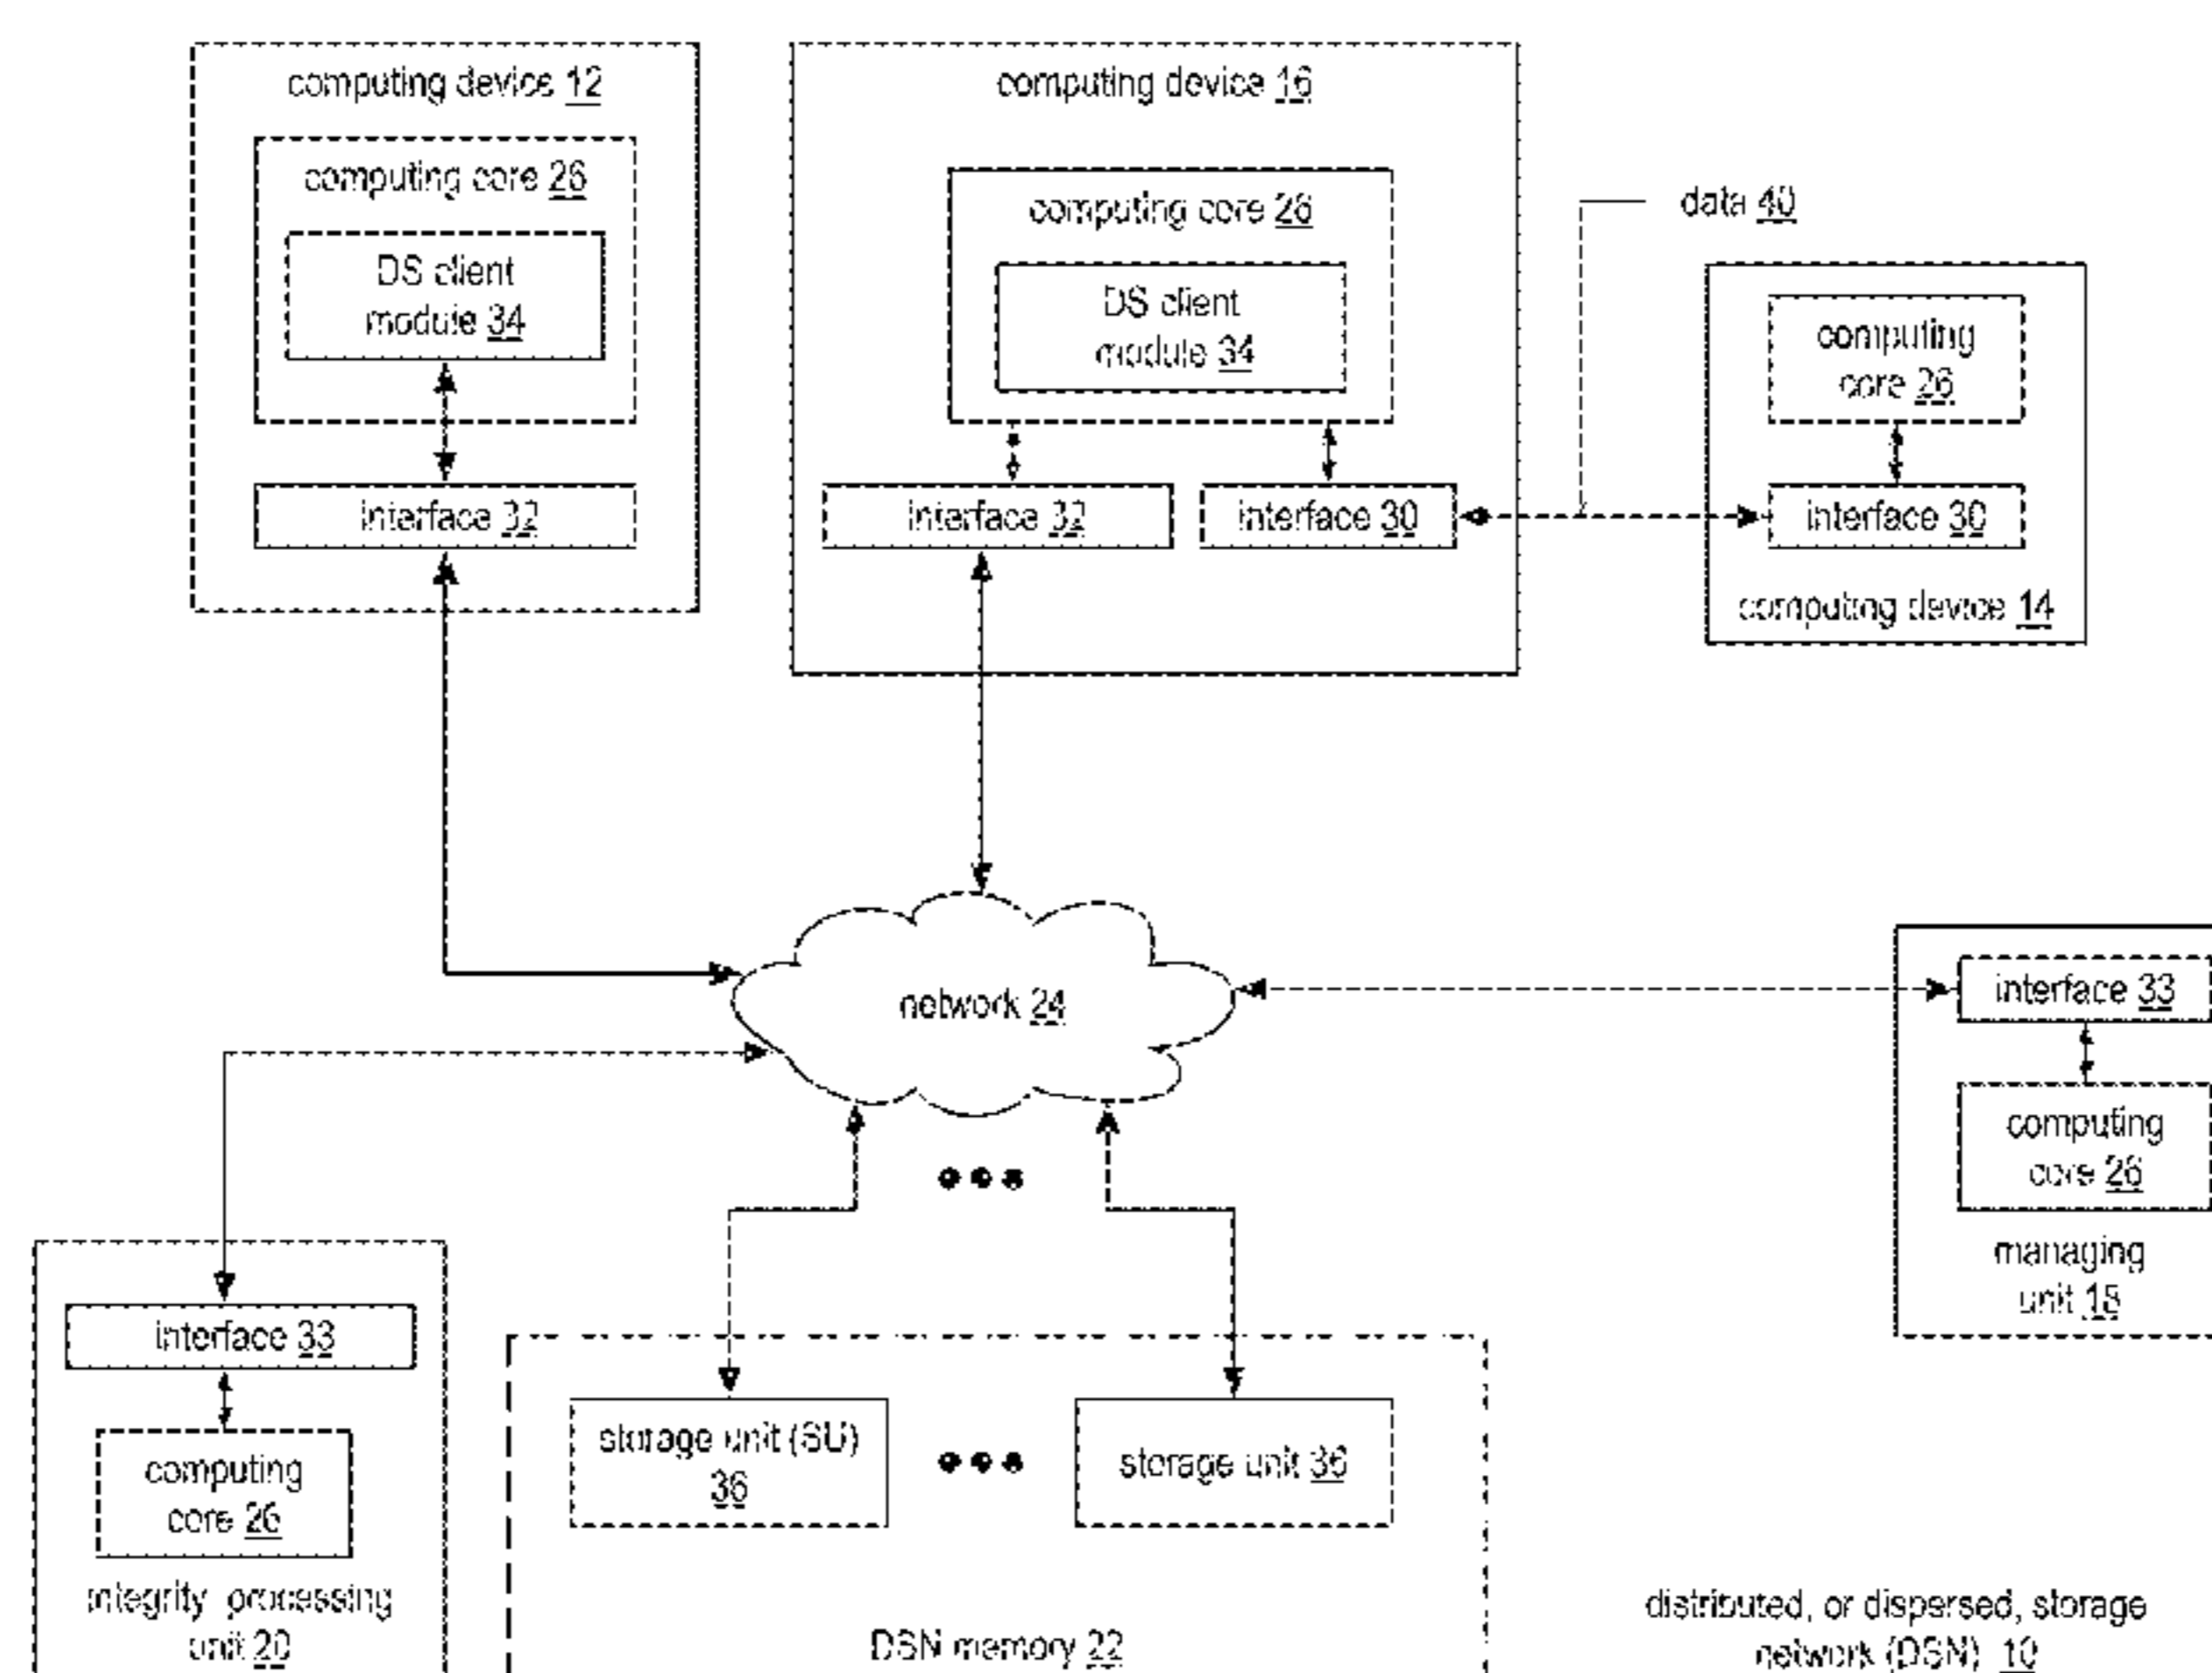 computing device 12
computing core 26
DS client
module 34
interface 32
computing device 16
computing core 26
DS client
module 34
interface 32
interface 30
data 40
computing
core 26
interface 30
computing device 14
network 24
interface 33
computing
core 26
managing
unit 18
interface 33
computing
core 26
integrity processing
unit 20
storage unit (SU)
36
storage unit 36
DSN memory 22
distributed, or dispersed, storage
network (DSN) 10